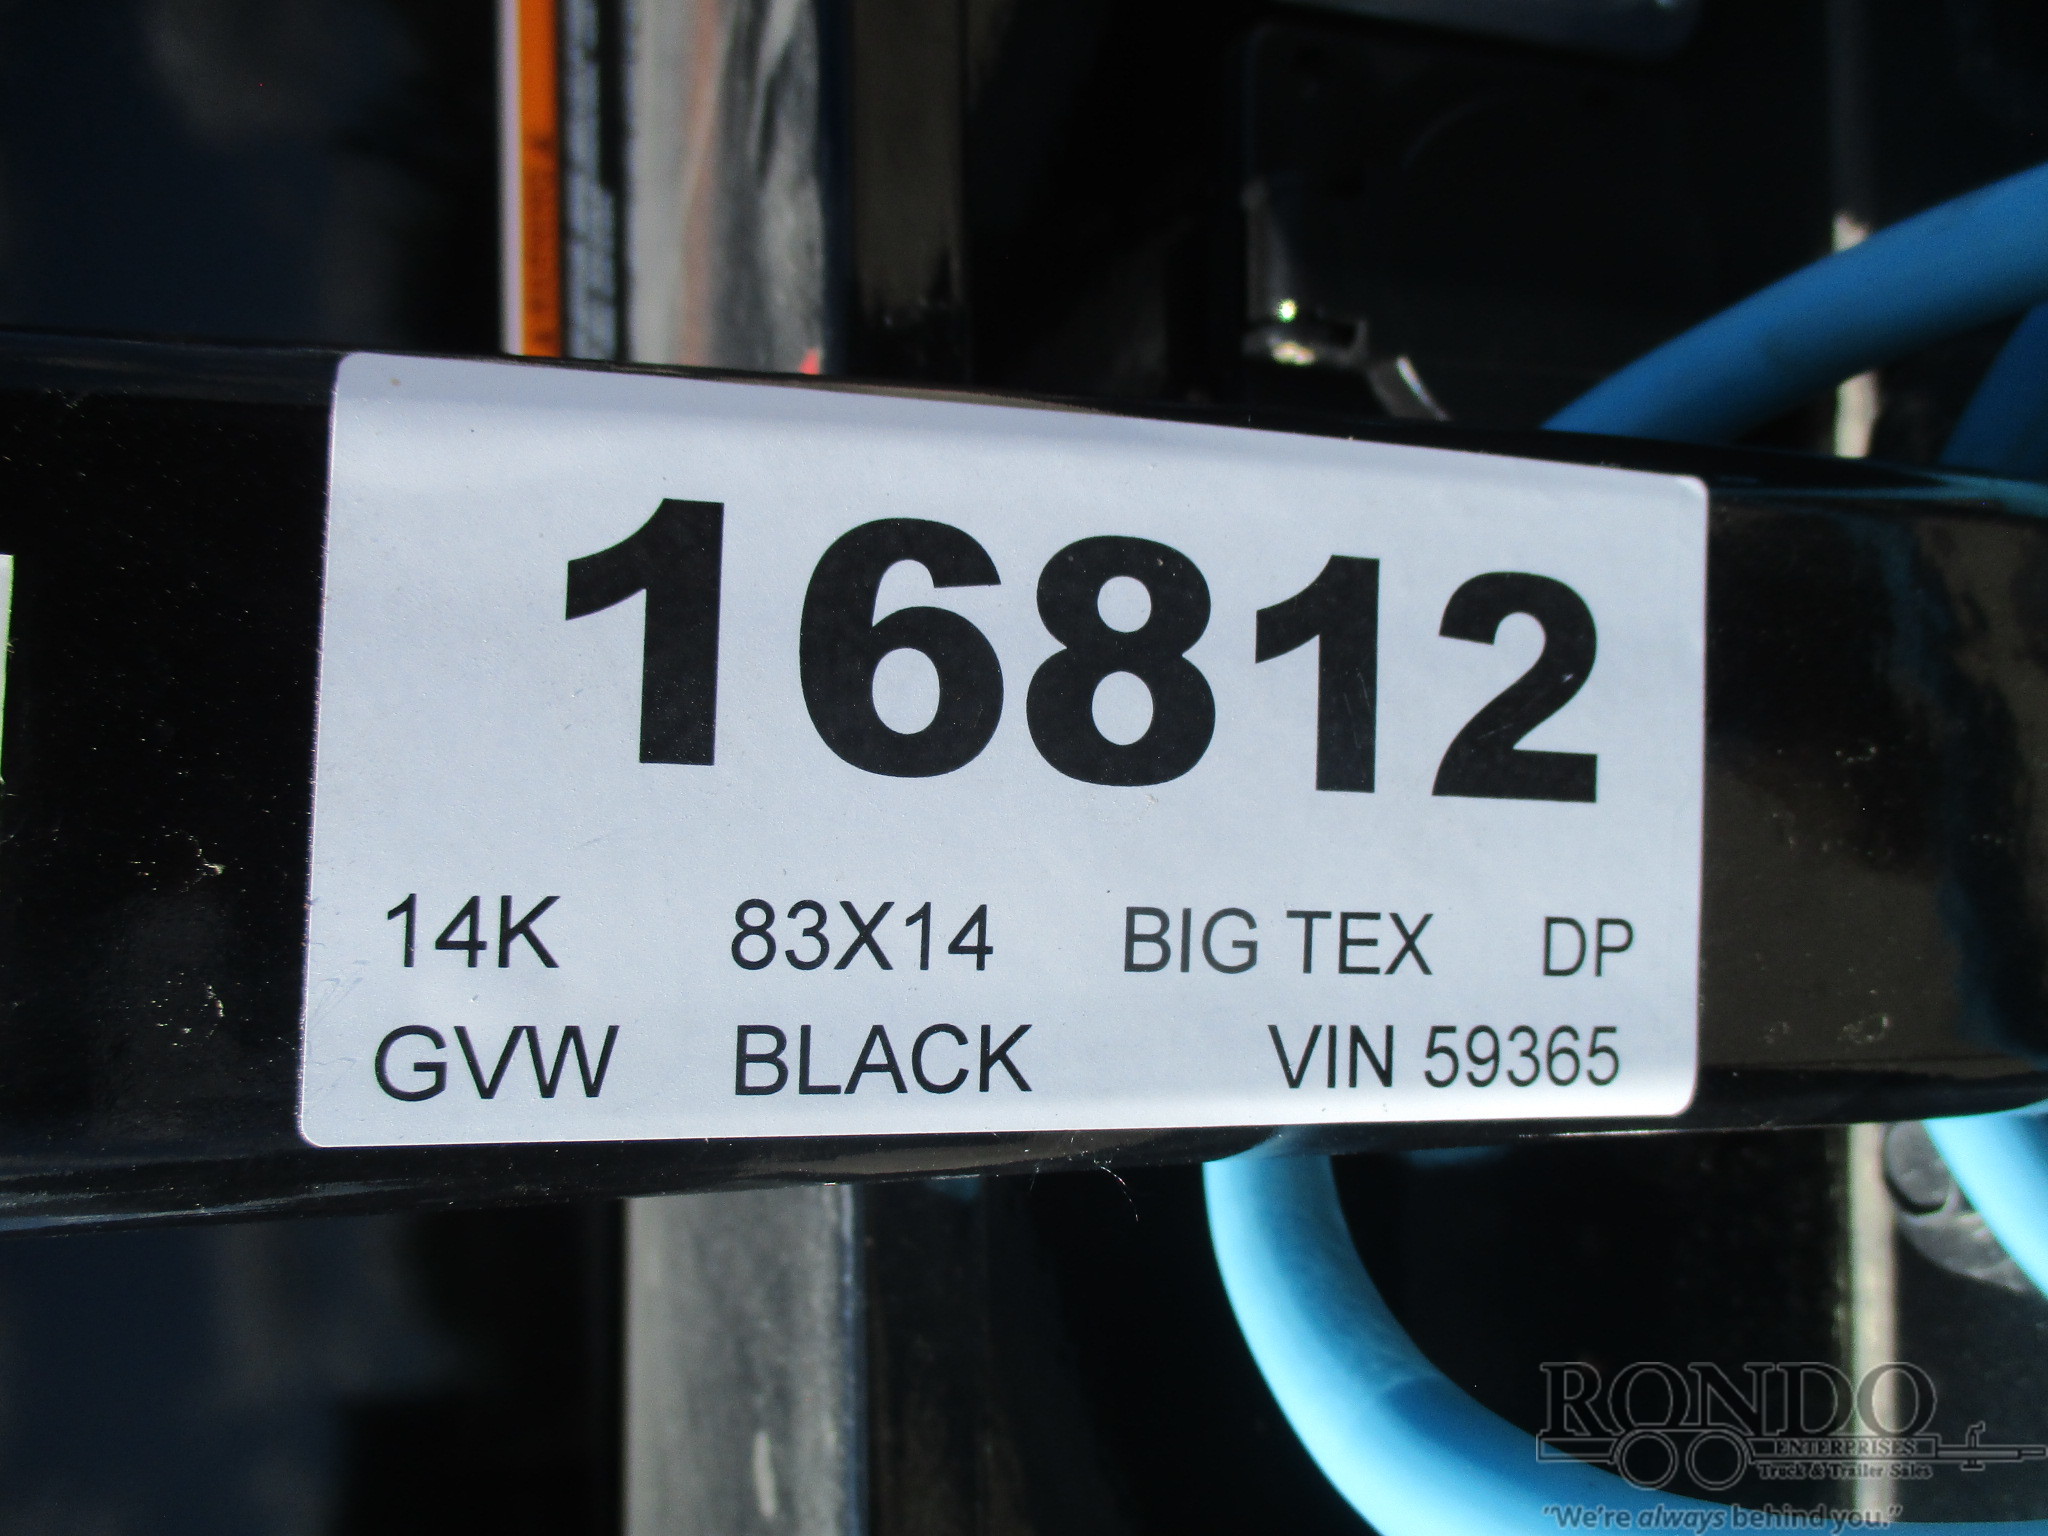 16812
14K 83X14 BIG TEX DP
GVW BLACK VIN 59365
RONDO
ENTERPRISES
Truck & Trailer Sales
"We're always behind you."